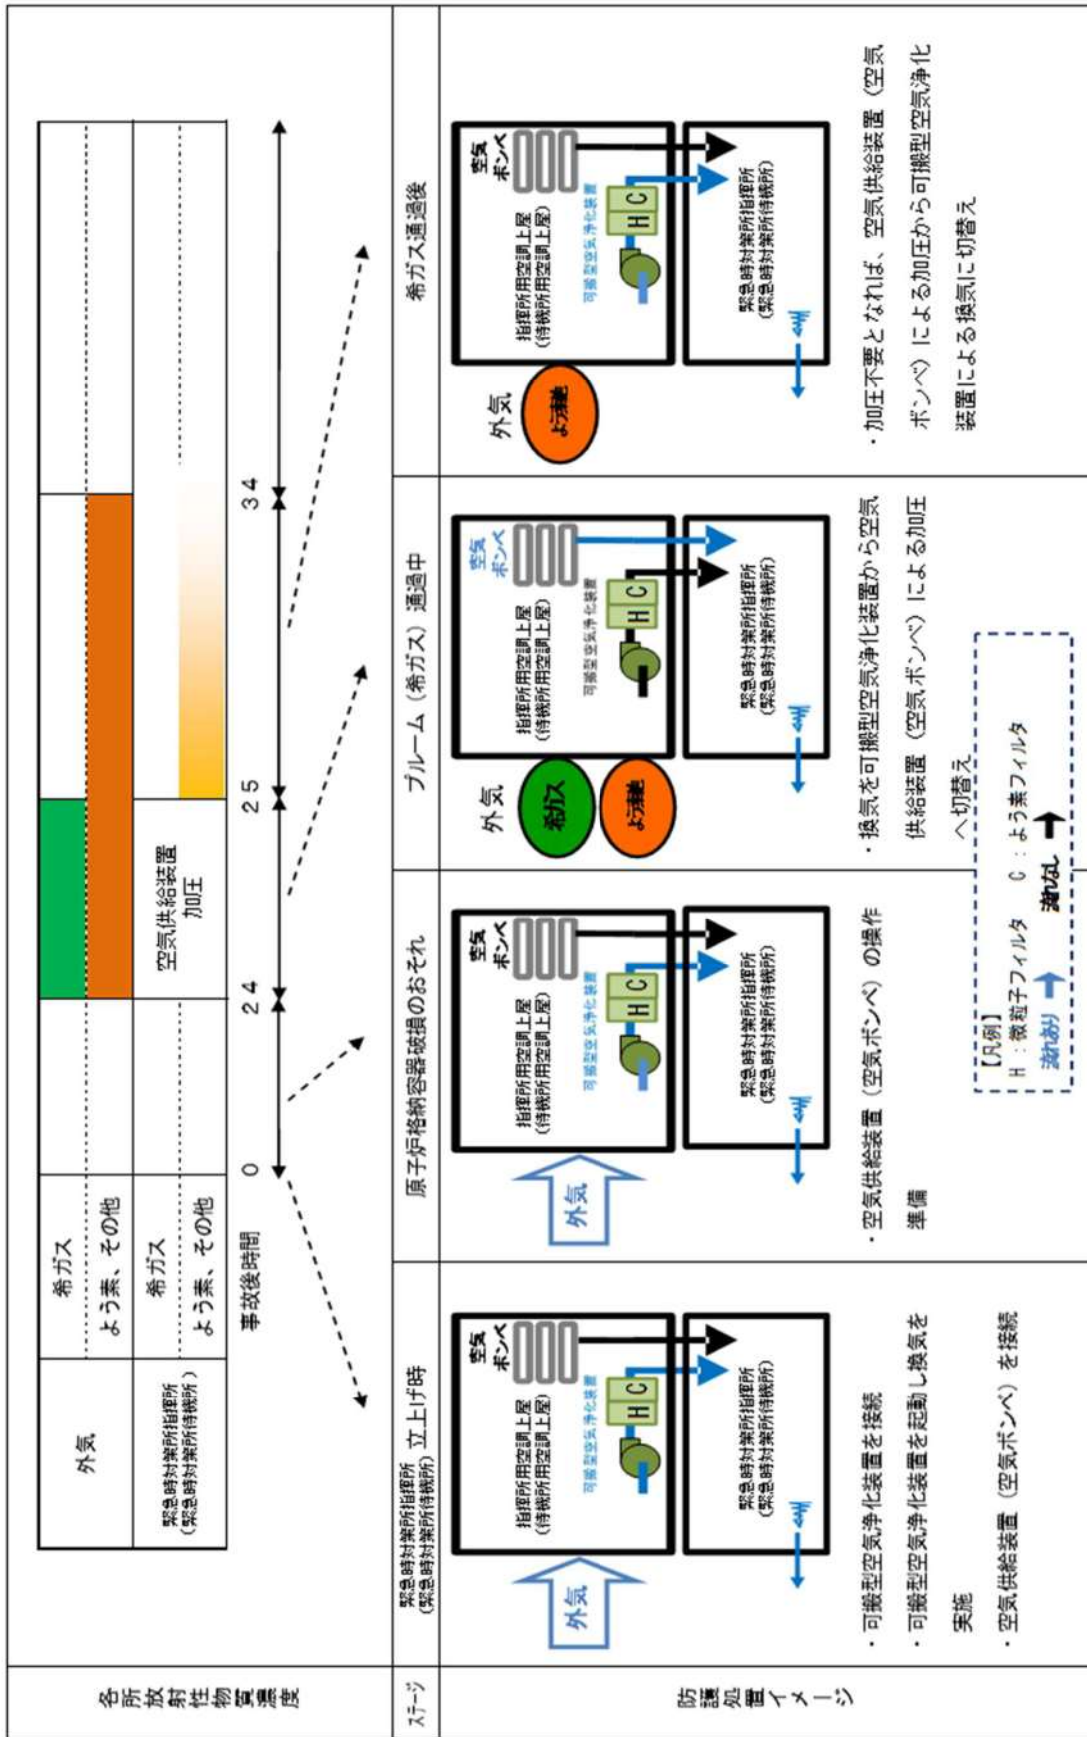 各所放射性物質濃度
外気
希ガス
よう素、その他
緊急時対策所指揮所
(緊急時対策所待機所)
希ガス
よう素、その他
空気供給装置
加圧
事故後時間
0
24
25
34
ステージ
緊急時対策所指揮所
(緊急時対策所待機所)
立上げ時
原子炉格納容器破損のおそれ
プルーム（希ガス）通過中
希ガス通過後
防護処置イメージ
外気
指揮所用空調上屋
(待機所用空調上屋)
空気
ボンベ
可搬型空気浄化装置
H C
緊急時対策所指揮所
(緊急時対策所待機所)
・可搬型空気浄化装置を接続
・可搬型空気浄化装置を起動し換気を
実施
・空気供給装置（空気ボンベ）を接続
外気
指揮所用空調上屋
(待機所用空調上屋)
空気
ボンベ
可搬型空気浄化装置
H C
緊急時対策所指揮所
(緊急時対策所待機所)
・空気供給装置（空気ボンベ）の操作
準備
外気
希ガス
指揮所用空調上屋
(待機所用空調上屋)
空気
ボンベ
可搬型空気浄化装置
H C
緊急時対策所指揮所
(緊急時対策所待機所)
・換気を可搬型空気浄化装置から空気
供給装置（空気ボンベ）による加圧
へ切替え
外気
指揮所用空調上屋
(待機所用空調上屋)
空気
ボンベ
可搬型空気浄化装置
H C
緊急時対策所指揮所
(緊急時対策所待機所)
・加圧不要となれば、空気供給装置（空気
ボンベ）による加圧から可搬型空気浄化
装置による換気に切替え
【凡例】
H：微粒子フィルタ C：よう素フィルタ
流れあり 流れなし